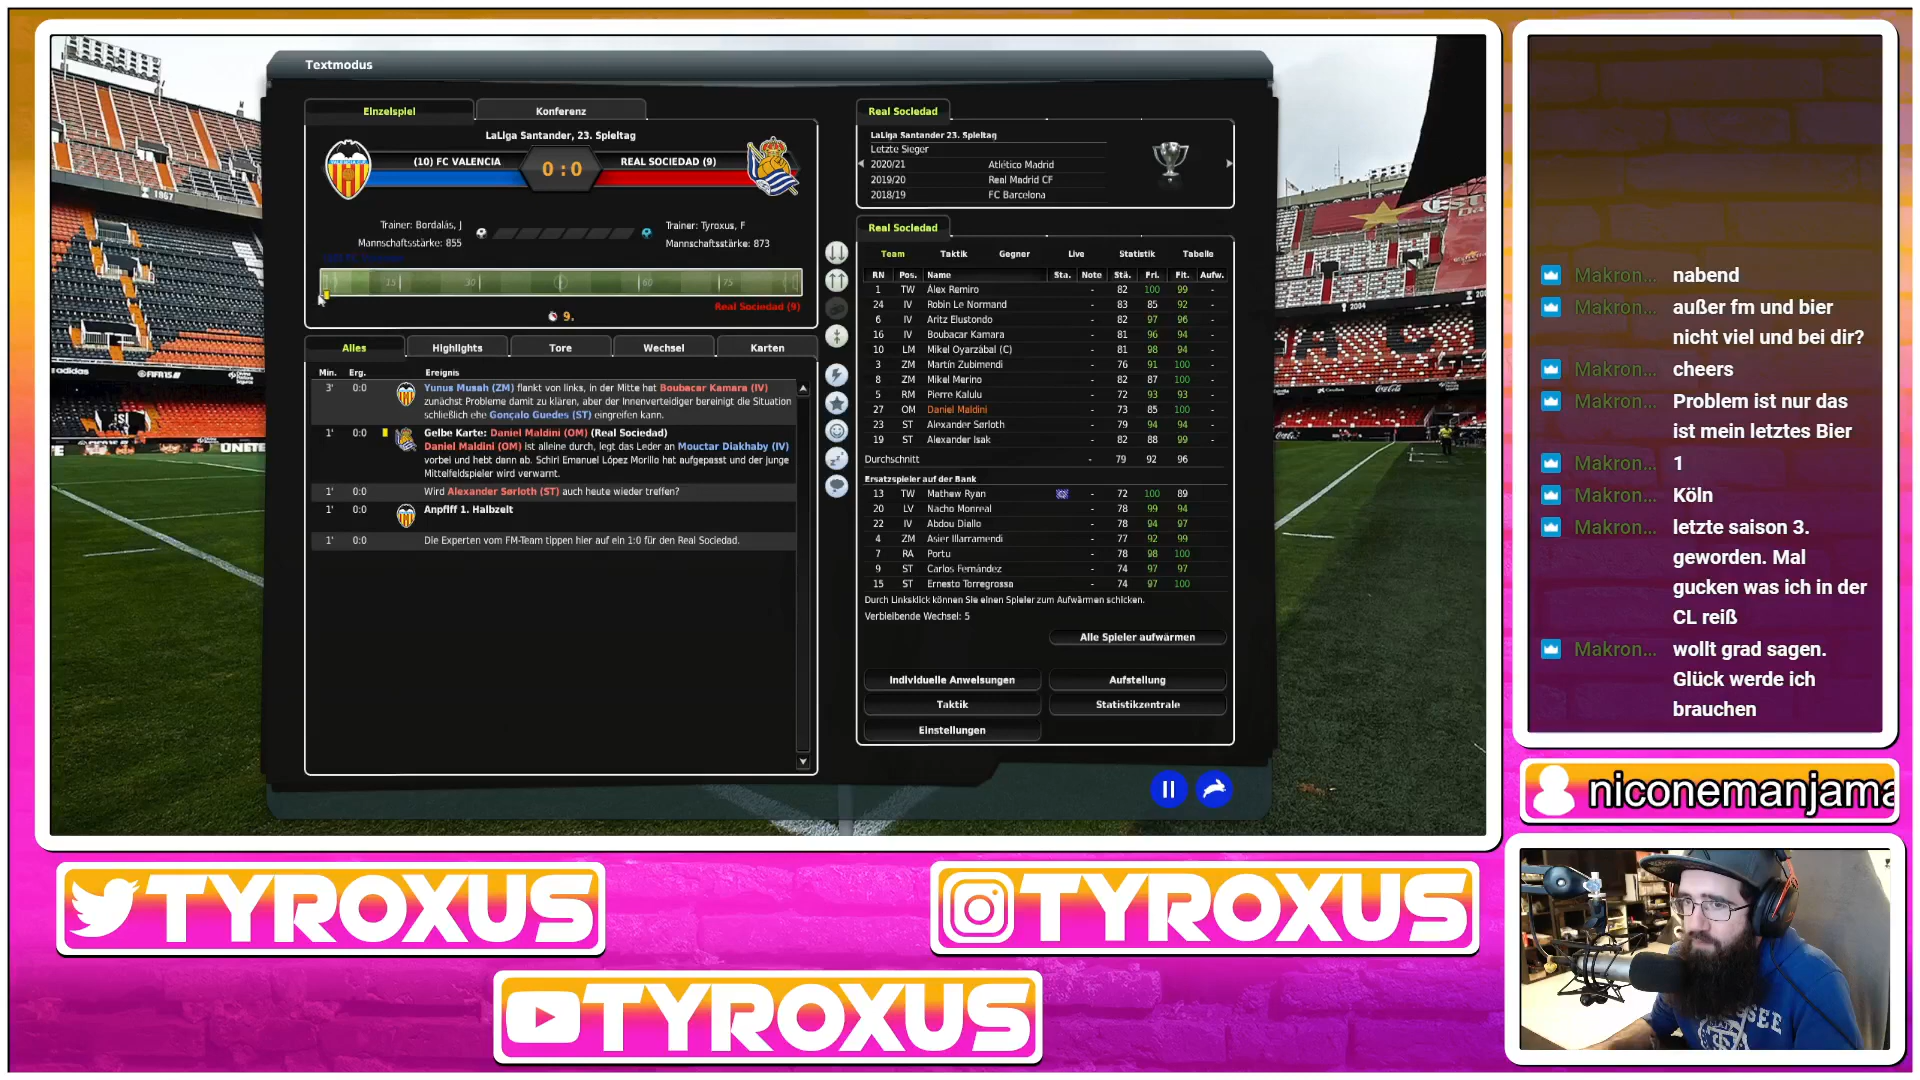 Textmodus
Einzelspiel
Konferenz
LaLiga Santander, 23. Spieltag
(10) FC VALENCIA
0 : 0
REAL SOCIEDAD (9)
Trainer: Bordalás, J
Mannschaftsstärke: 855
Trainer: Tyroxus, F
Mannschaftsstärke: 873
15
30
60
75
Real Sociedad (9)
9.
Alles
Highlights
Tore
Wechsel
Karten
Min.
Erg.
Ereignis
3' 0:0 Yunus Musah (ZM) flankt von links, in der Mitte hat Boubacar Kamara (IV)
zunächst Probleme damit zu klären, aber der Innenverteidiger bereinigt die Situation
schließlich ehe Gonçalo Guedes (ST) eingreifen kann.
1' 0:0 Gelbe Karte: Daniel Maldini (OM) (Real Sociedad)
Daniel Maldini (OM) ist alleine durch, legt das Leder an Mouctar Diakhaby (IV)
vorbei und hebt dann ab. Schiri Emanuel López Morillo hat aufgepasst und der junge
Mittelfeldspieler wird verwarnt.
1' 0:0 Wird Alexander Sørloth (ST) auch heute wieder treffen?
1' 0:0 Anpfiff 1. Halbzeit
1' 0:0 Die Experten vom FM-Team tippen hier auf ein 1:0 für den Real Sociedad.
Real Sociedad
LaLiga Santander 23. Spieltag
Letzte Sieger
2020/21 Atlético Madrid
2019/20 Real Madrid CF
2018/19 FC Barcelona
Real Sociedad
Team
Taktik
Gegner
Live
Statistik
Tabelle
RN Pos. Name Sta. Note Stä. Fri. Fit. Aufw.
1 TW Álex Remiro 82 100 99 -
24 IV Robin Le Normand 83 85 92 -
6 IV Aritz Elustondo 82 97 96 -
16 IV Boubacar Kamara 81 96 94 -
10 LM Mikel Oyarzabal (C) 81 98 94 -
3 ZM Martín Zubimendi 76 91 100 -
8 ZM Mikel Merino 82 87 100 -
5 RM Pierre Kalulu 72 93 93 -
27 OM Daniel Maldini 73 85 100 -
23 ST Alexander Sørloth 79 94 94 -
19 ST Alexander Isak 82 88 99 -
Durchschnitt - 79 92 96
Ersatzspieler auf der Bank
13 TW Mathew Ryan - 72 100 89
20 LV Nacho Monreal - 78 99 94
22 IV Abdou Diallo - 78 94 97
4 ZM Asier Illarramendi - 77 92 99
7 RA Portu - 78 98 100
9 ST Carlos Fernández - 74 97 97
15 ST Ernesto Torregrossa - 74 97 100
Durch Linksklick können Sie einen Spieler zum Aufwärmen schicken.
Verbleibende Wechsel: 5
Alle Spieler aufwärmen
Individuelle Anweisungen
Aufstellung
Taktik
Statistikzentrale
Einstellungen
Makron... nabend
Makron... außer fm und bier
nicht viel und bei dir?
Makron... cheers
Makron... Problem ist nur das
ist mein letztes Bier
Makron... 1
Makron... Köln
Makron... letzte saison 3.
geworden. Mal
gucken was ich in der
CL reiß
Makron... wollt grad sagen.
Glück werde ich
brauchen
niconemanjama
TYROXUS
TYROXUS
TYROXUS